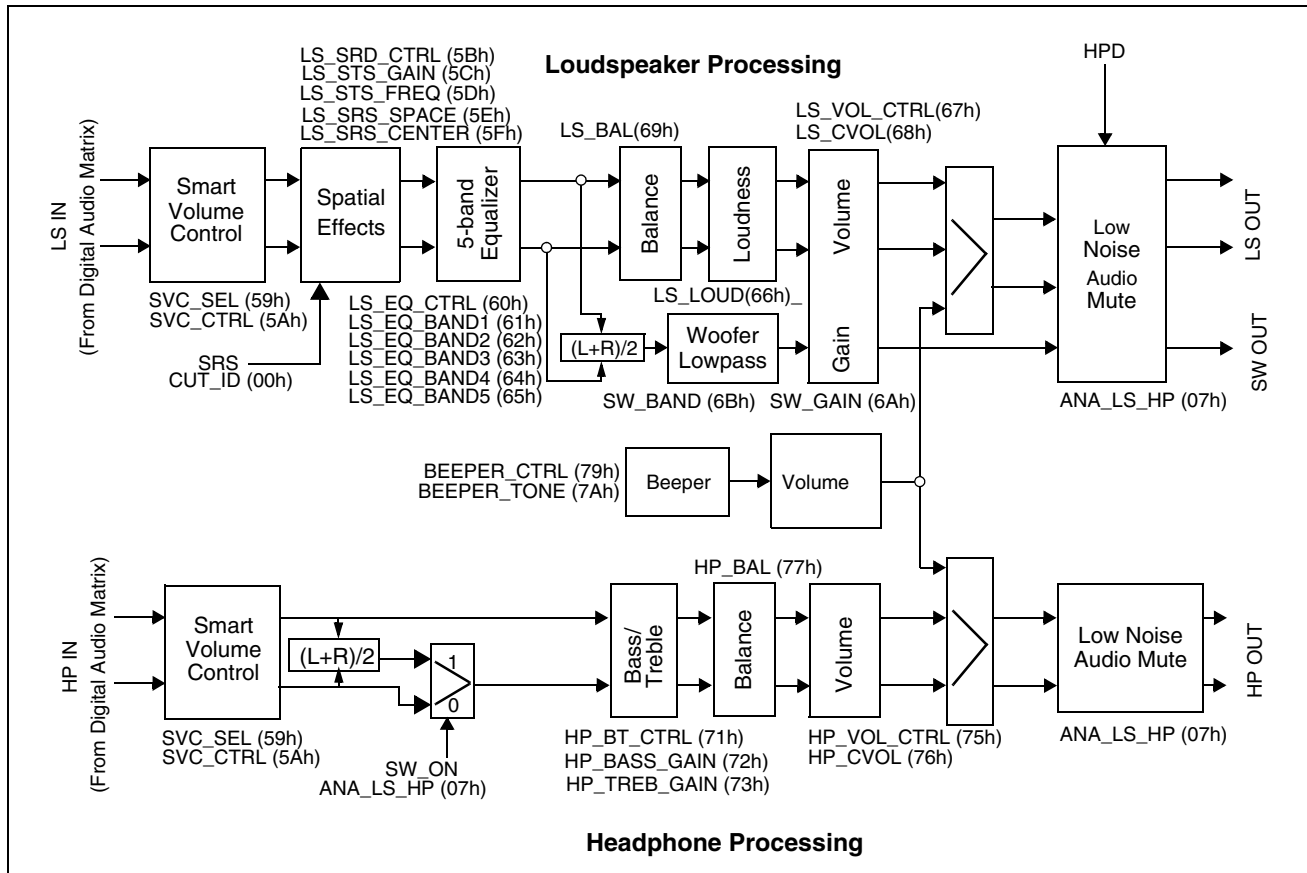 Loudspeaker Processing
HPD
LS_SRD_CTRL (5Bh)
LS_STS_GAIN (5Ch)
LS_STS_FREQ (5Dh)
LS_SRS_SPACE (5Eh)
LS_SRS_CENTER (5Fh)
LS_BAL(69h)
LS_VOL_CTRL(67h)
LS_CVOL(68h)
LS IN
(From Digital Audio Matrix)
Smart
Volume
Control
Spatial
Effects
5-band
Equalizer
Balance
Loudness
Volume
Gain
Low
Noise
Audio
Mute
LS OUT
SW OUT
SVC_SEL (59h)
SVC_CTRL (5Ah)
SRS
CUT_ID (00h)
LS_EQ_CTRL (60h)
LS_EQ_BAND1 (61h)
LS_EQ_BAND2 (62h)
LS_EQ_BAND3 (63h)
LS_EQ_BAND4 (64h)
LS_EQ_BAND5 (65h)
LS_LOUD(66h)_
(L+R)/2
Woofer
Lowpass
SW_BAND (6Bh)
SW_GAIN (6Ah)
ANA_LS_HP (07h)
BEEPER_CTRL (79h)
BEEPER_TONE (7Ah)
Beeper
Volume
HP IN
(From Digital Audio Matrix)
Smart
Volume
Control
(L+R)/2
1
0
Bass/
Treble
HP_BAL (77h)
Balance
Volume
Low Noise
Audio Mute
HP OUT
SVC_SEL (59h)
SVC_CTRL (5Ah)
SW_ON
ANA_LS_HP (07h)
HP_BT_CTRL (71h)
HP_BASS_GAIN (72h)
HP_TREB_GAIN (73h)
HP_VOL_CTRL (75h)
HP_CVOL (76h)
ANA_LS_HP (07h)
Headphone Processing